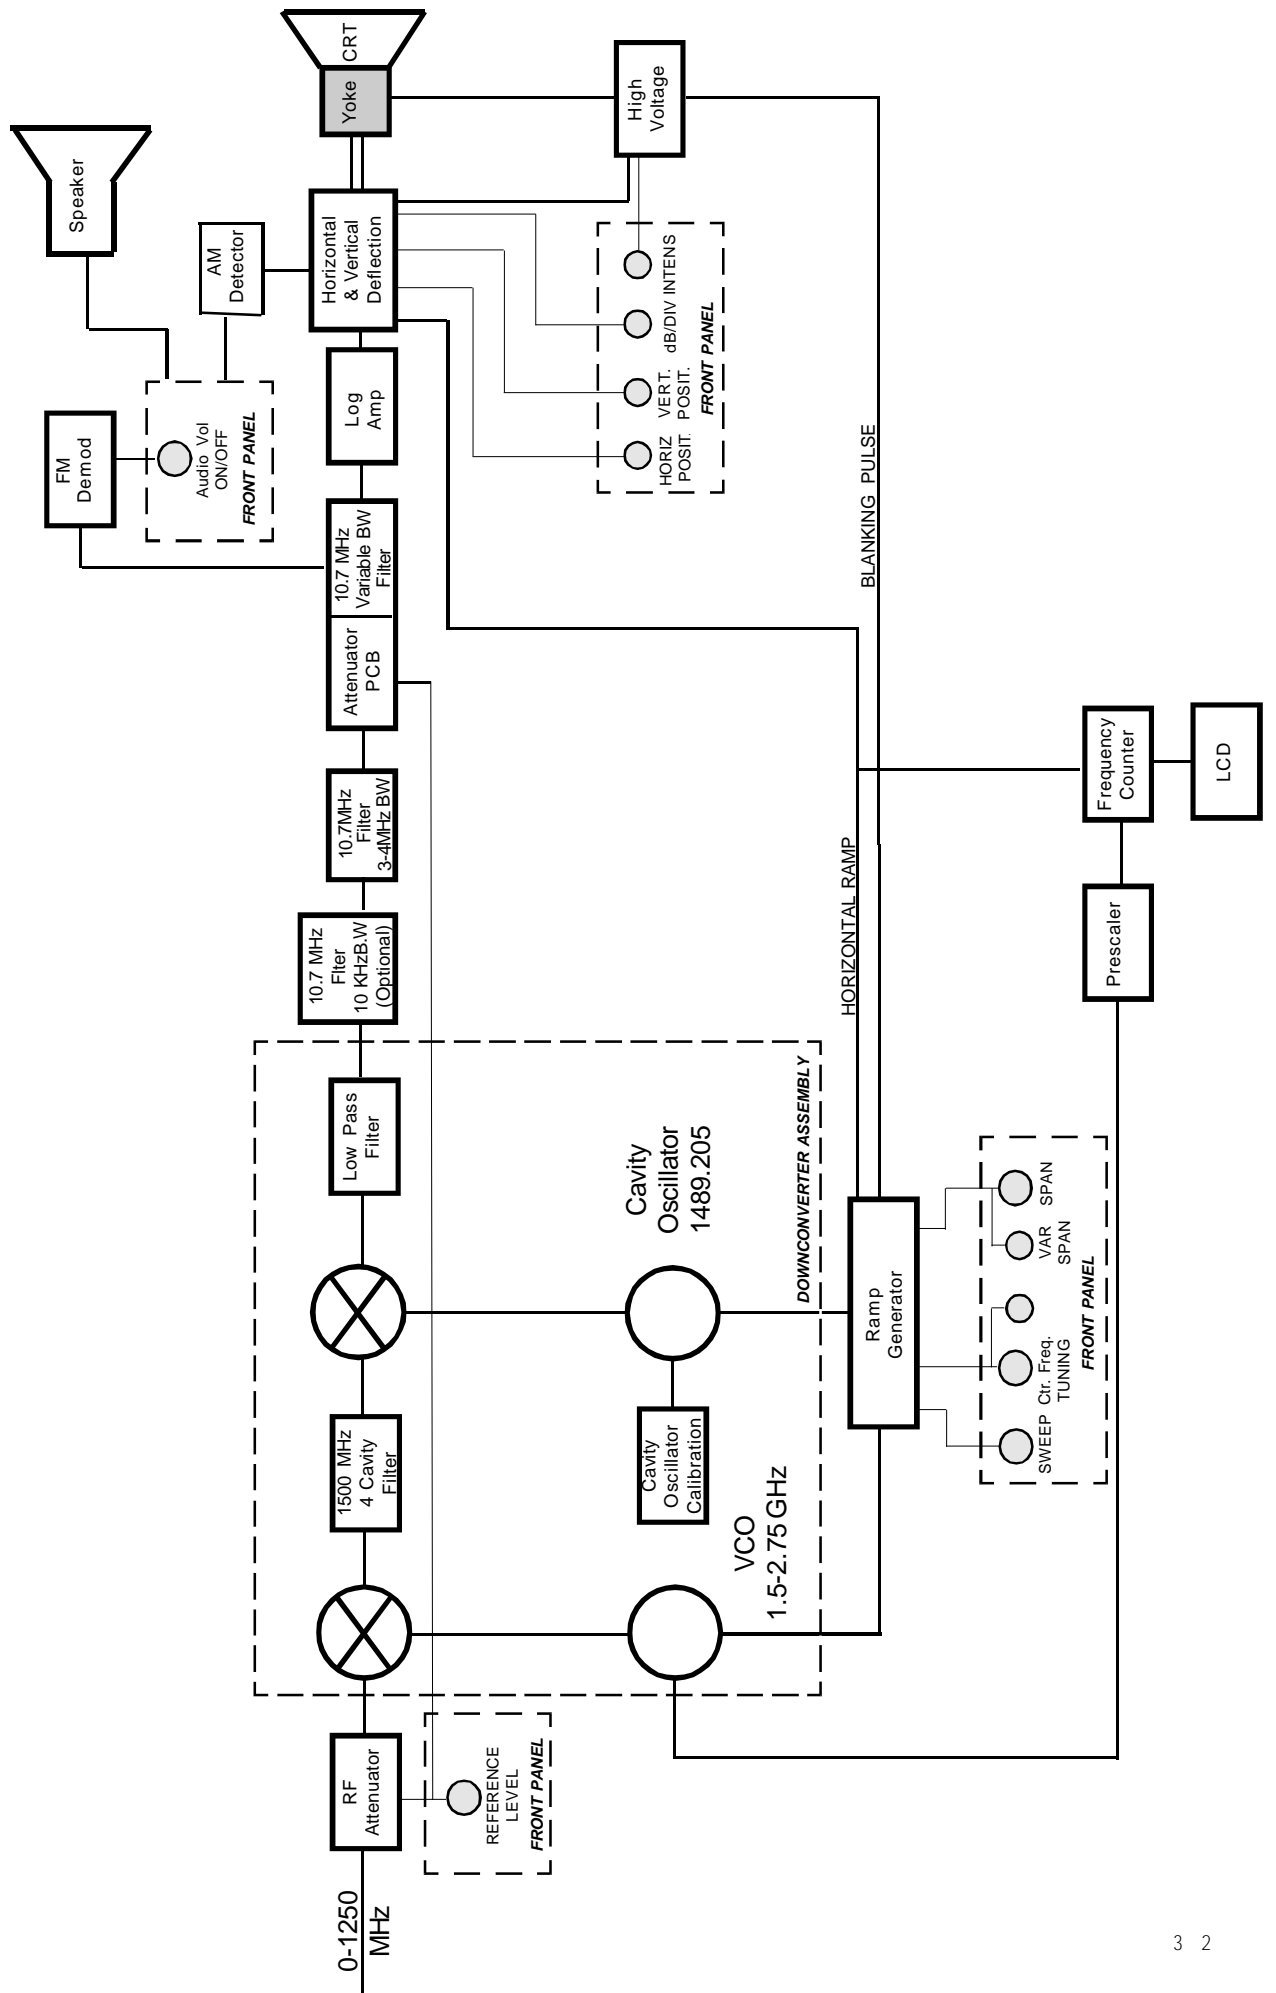 0-1250
MHz
RF
Attenuator
REFERENCE
LEVEL
FRONT PANEL
1500 MHz
4 Cavity
Filter
Low Pass
Filter
VCO
1.5-2.75 GHz
Cavity
Oscillator
Calibration
Cavity
Oscillator
1489.205
DOWNCONVERTER ASSEMBLY
10.7 MHz
Flter
10 KHzB.W
(Optional)
10.7MHz
Filter
3-4MHz BW
Attenuator
PCB
10.7 MHz
Variable BW
Filter
Log
Amp
Horizontal
& Vertical
Deflection
Yoke
CRT
FM
Demod
Audio Vol
ON/OFF
FRONT PANEL
AM
Detector
Speaker
High
Voltage
HORIZ
POSIT.
VERT.
POSIT.
dB/DIV INTENS
FRONT PANEL
HORIZONTAL RAMP
BLANKING PULSE
Ramp
Generator
SWEEP
Ctr. Freq.
TUNING
VAR
SPAN
SPAN
FRONT PANEL
Prescaler
Frequency
Counter
LCD
3 2